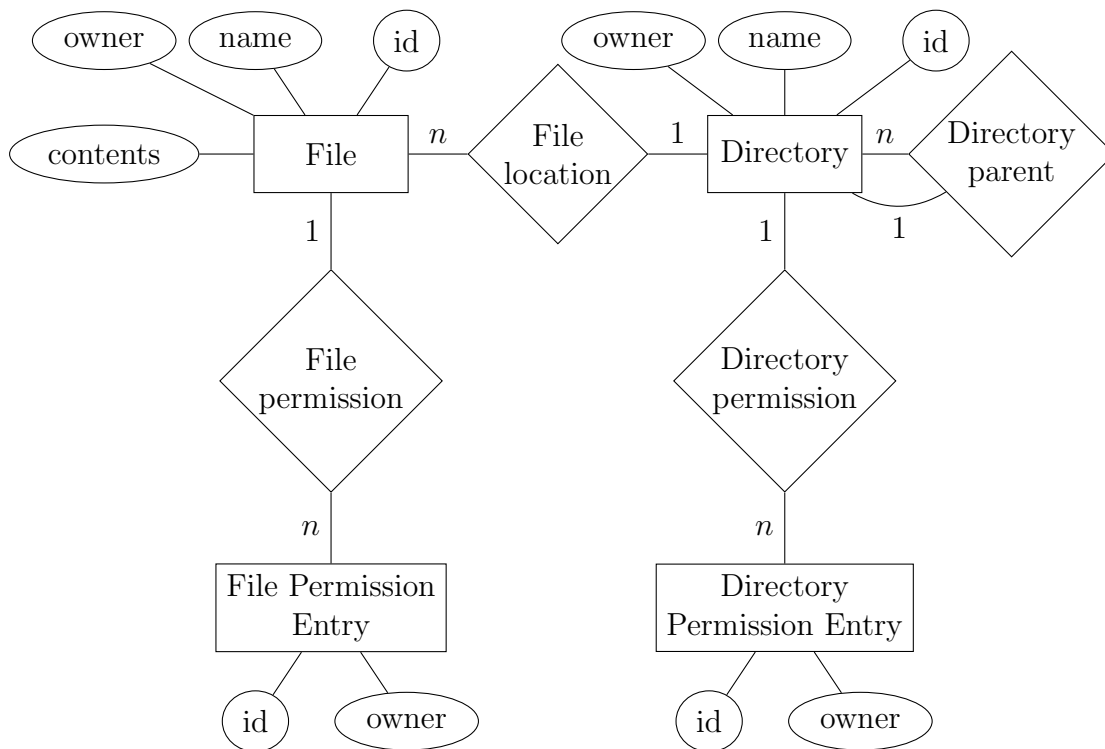 owner
name
id
owner
name
id
contents
File
n
File
location
1
Directory
n
Directory
parent
1
1
1
File
permission
Directory
permission
n
n
File Permission
Entry
Directory
Permission Entry
id
owner
id
owner